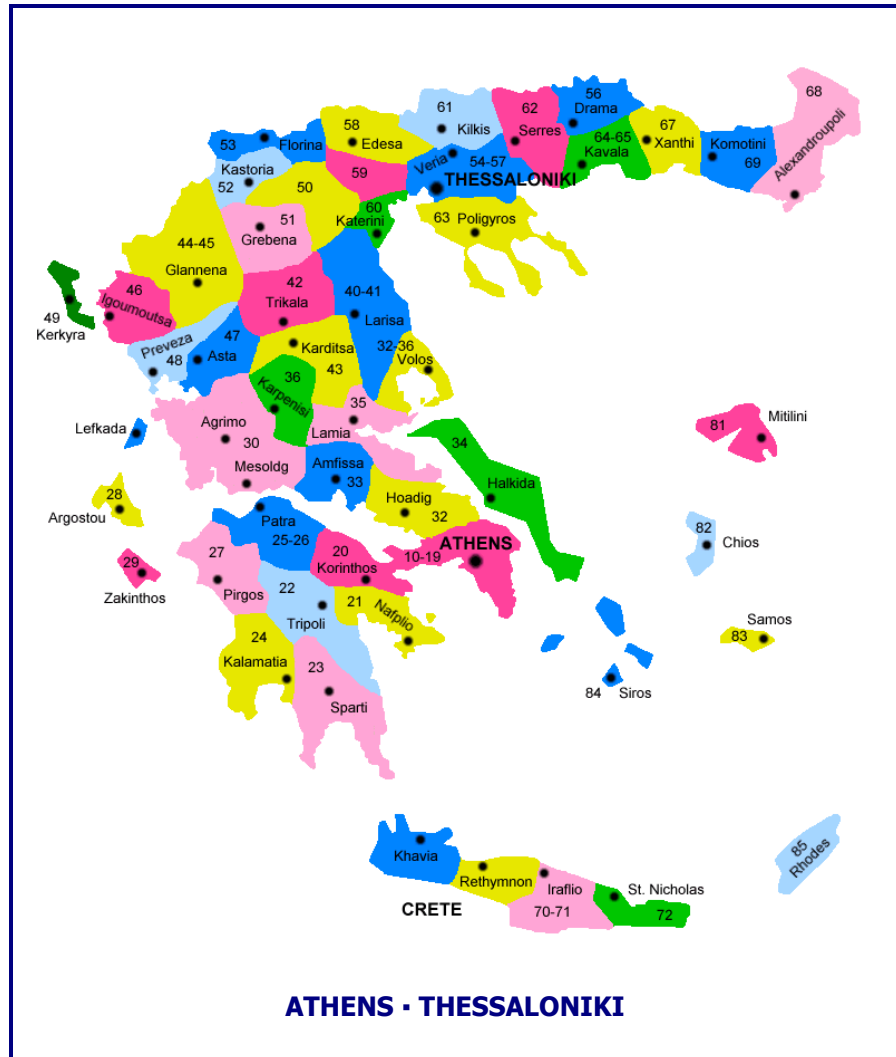 68
62
56
Drama
61
Kilkis
Serres
64-65
Kavala
67
Xanthi
Komotini
69
Alexandroupoli
58
Edesa
53
Florina
Kastoria
52
50
59
Veria
54-57
THESSALONIKI
60
Katerini
63
Poligyros
51
Grebena
44-45
Glannena
46
Igoumoutsa
49
Kerkyra
42
Trikala
40-41
Larisa
Preveza
48
47
Asta
Karditsa
43
32-36
Volos
36
Karpenisi
35
Lamia
Lefkada
Agrimo
30
Mesoldg
Amfissa
33
34
Halkida
81
Mitilini
28
Argostou
Hoadig
32
Patra
25-26
20
Korinthos
10-19
ATHENS
82
Chios
29
Zakinthos
27
Pirgos
22
Tripoli
21
Nafplio
24
Kalamatia
23
Sparti
Samos
83
84
Siros
Khavia
Rethymnon
Iraflio
70-71
St. Nicholas
72
CRETE
85
Rhodes
ATHENS · THESSALONIKI